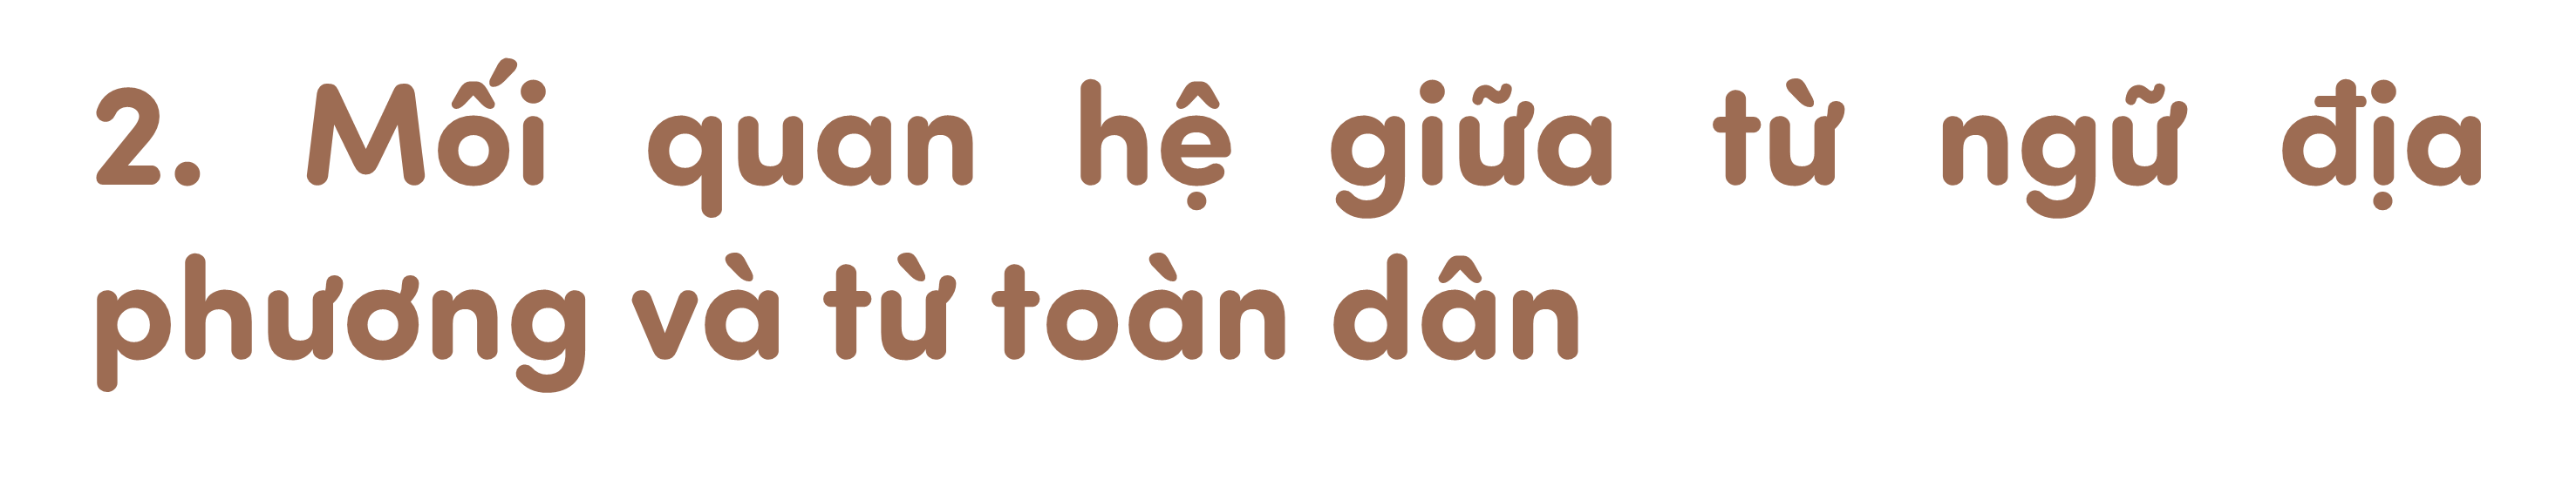 2. Mối quan hệ giữa từ ngữ địa
phương và từ toàn dân